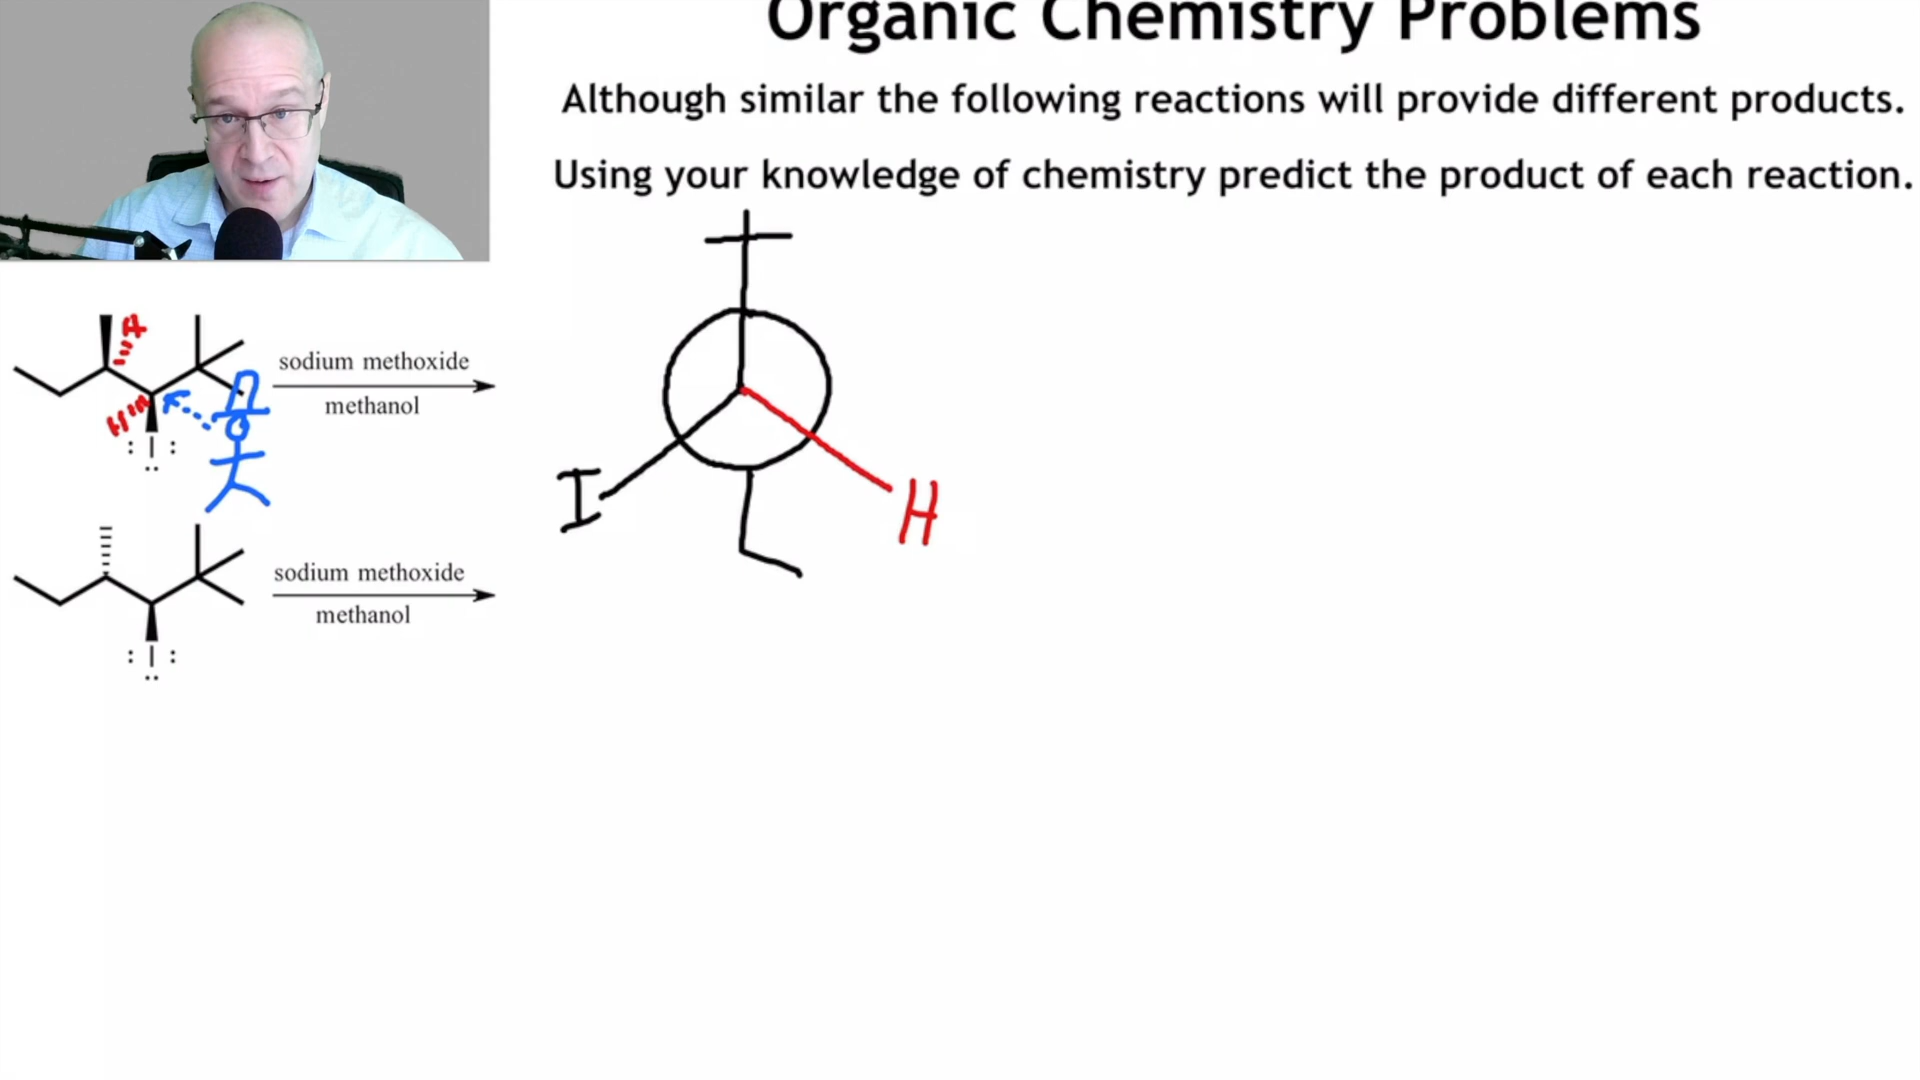 Organic Chemistry Problems
Although similar the following reactions will provide different products.
Using your knowledge of chemistry predict the product of each reaction.
H
sodium methoxide
methanol
H
:I:
..
I
H
sodium methoxide
methanol
:I:
..